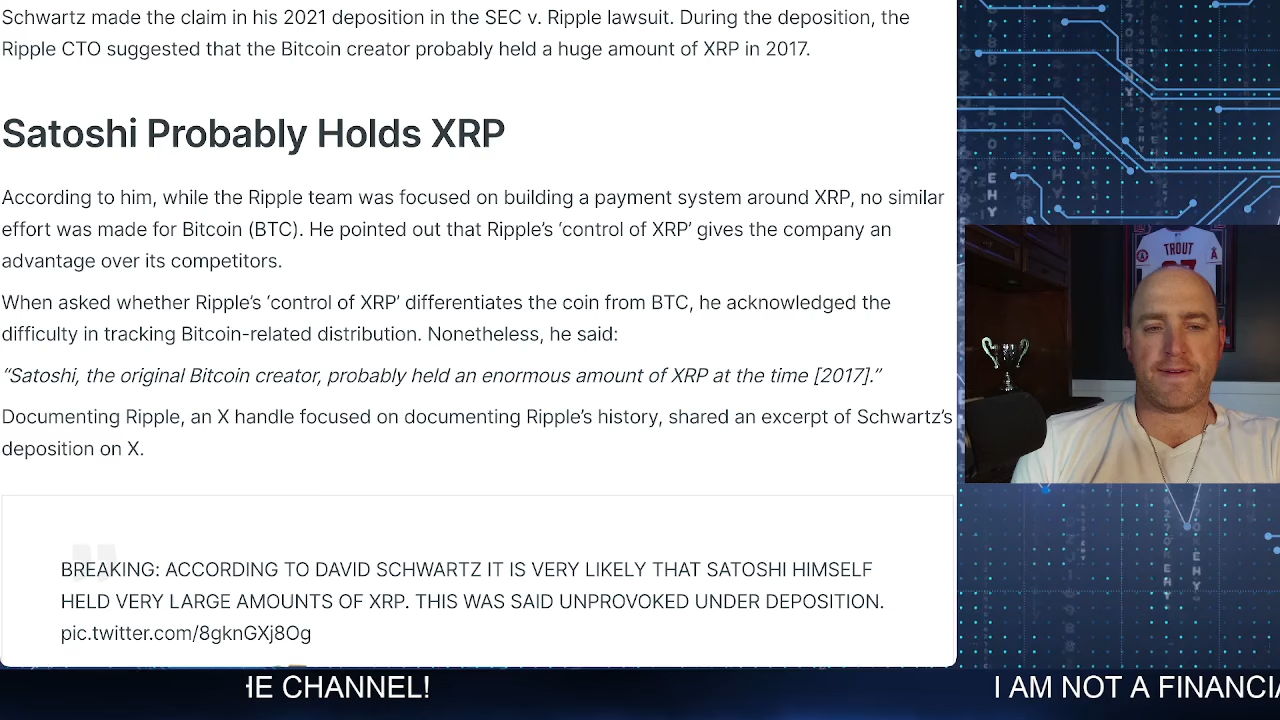 Schwartz made the claim in his 2021 deposition in the SEC v. Ripple lawsuit. During the deposition, the
Ripple CTO suggested that the Bitcoin creator probably held a huge amount of XRP in 2017.
Satoshi Probably Holds XRP
According to him, while the Ripple team was focused on building a payment system around XRP, no similar
effort was made for Bitcoin (BTC). He pointed out that Ripple’s ‘control of XRP’ gives the company an
advantage over its competitors.
When asked whether Ripple’s ‘control of XRP’ differentiates the coin from BTC, he acknowledged the
difficulty in tracking Bitcoin-related distribution. Nonetheless, he said:
“Satoshi, the original Bitcoin creator, probably held an enormous amount of XRP at the time [2017].”
Documenting Ripple, an X handle focused on documenting Ripple’s history, shared an excerpt of Schwartz’s
deposition on X.
BREAKING: ACCORDING TO DAVID SCHWARTZ IT IS VERY LIKELY THAT SATOSHI HIMSELF
HELD VERY LARGE AMOUNTS OF XRP. THIS WAS SAID UNPROVOKED UNDER DEPOSITION.
pic.twitter.com/8gknGXj8Og
TROUT
HE CHANNEL!
I AM NOT A FINANCIA